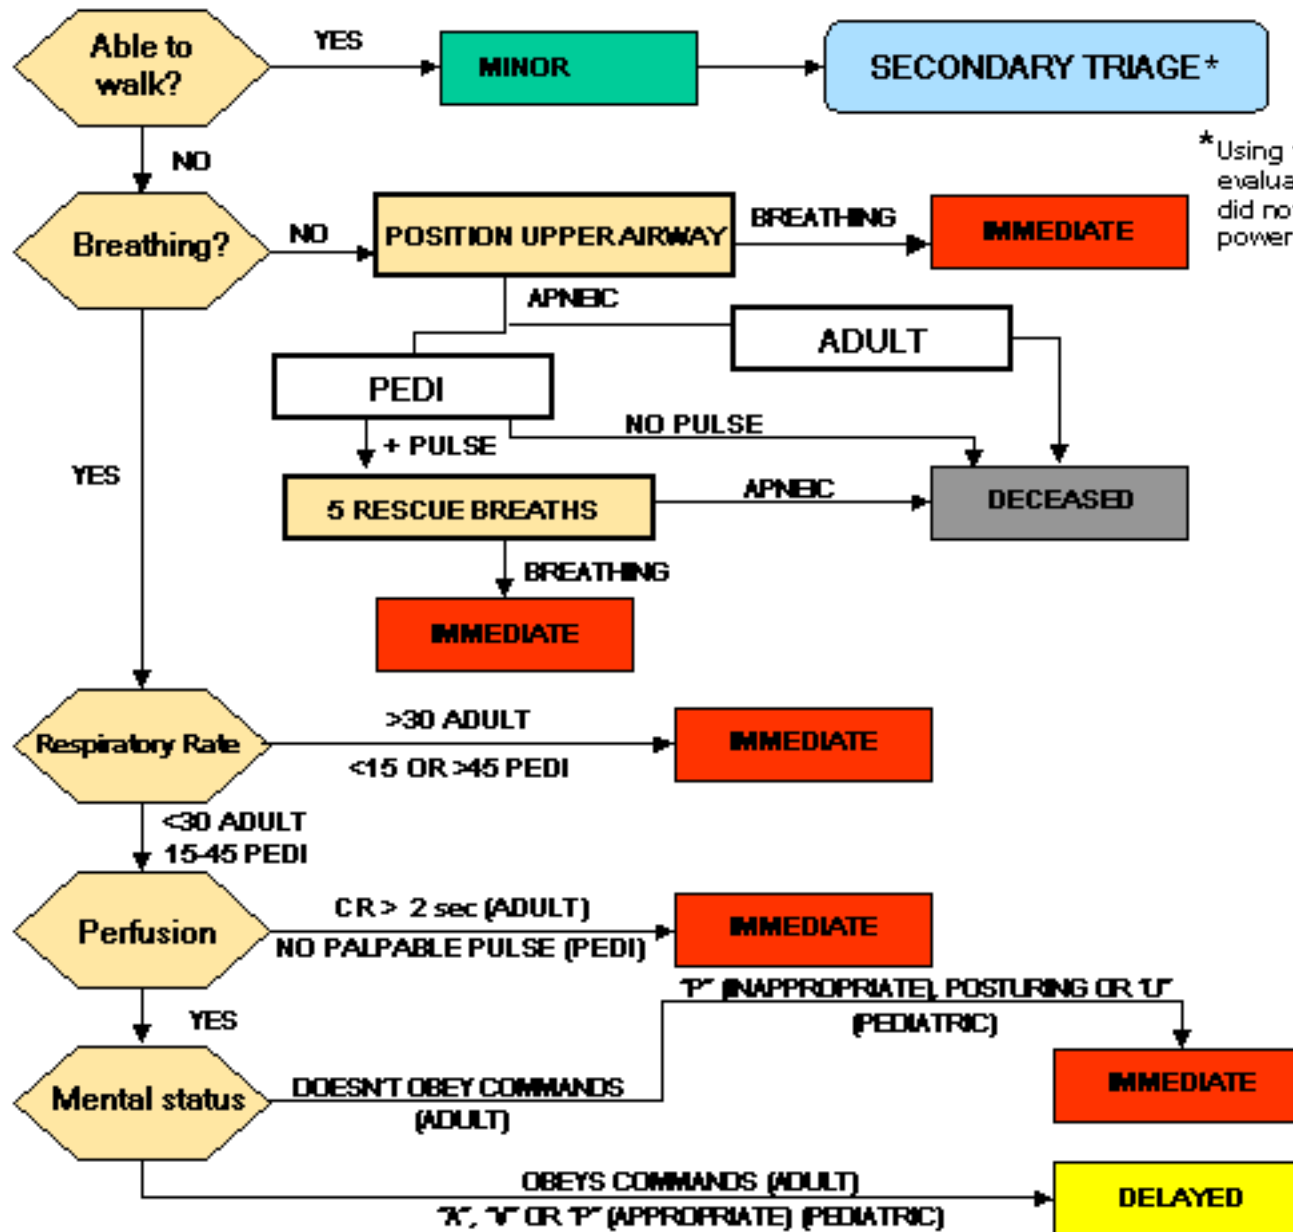 Able to
walk?
YES
MINOR
SECONDARY TRIAGE*
NO
*Using
evalua
did no
power
Breathing?
NO
POSITION UPPER AIRWAY
BREATHING
IMMEDIATE
APNEIC
ADULT
PEDI
NO PULSE
+ PULSE
YES
5 RESCUE BREATHS
APNEIC
DECEASED
BREATHING
IMMEDIATE
Respiratory Rate
>30 ADULT
<15 OR >45 PEDI
IMMEDIATE
<30 ADULT
15-45 PEDI
Perfusion
CR > 2 sec (ADULT)
NO PALPABLE PULSE (PEDI)
IMMEDIATE
"P" (INAPPROPRIATE), POSTURING OR "U"
(PEDIATRIC)
YES
Mental status
DOESN'T OBEY COMMANDS
(ADULT)
IMMEDIATE
OBEYS COMMANDS (ADULT)
"A", "V" OR "P" (APPROPRIATE) (PEDIATRIC)
DELAYED